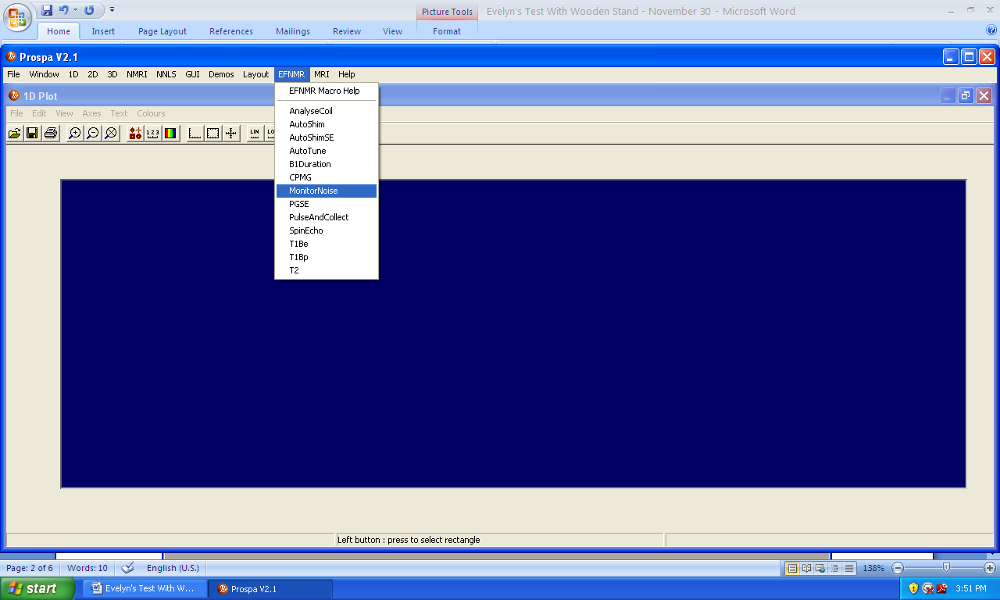 Picture Tools Evelyn's Test With Wooden Stand - November 30 - Microsoft Word
Home Insert Page Layout References Mailings Review View Format
Prospa V2.1
File Window 1D 2D 3D NMRI NNLS GUI Demos Layout EFNMR MRI Help
1D Plot
File Edit View Axes Text Colours
1 2 3 LIN
EFNMR Macro Help
AnalyseCoil
AutoShim
AutoShimSE
AutoTune
B1Duration
CPMG
MonitorNoise
PGSE
PulseAndCollect
SpinEcho
T1Be
T1Bp
T2
Left button : press to select rectangle
Page: 2 of 6 Words: 10 English (U.S.) 138%
start Evelyn's Test With W... Prospa V2.1 3:51 PM